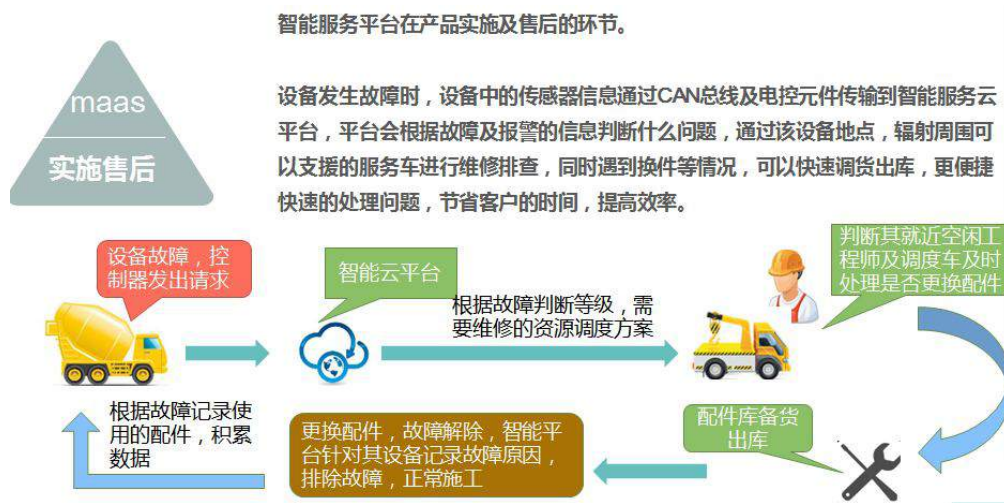 智能服务平台在产品实施及售后的环节。
maas
实施售后
设备发生故障时，设备中的传感器信息通过CAN总线及电控元件传输到智能服务云
平台，平台会根据故障及报警的信息判断什么问题，通过该设备地点，辐射周围可
以支援的服务车进行维修排查，同时遇到换件等情况，可以快速调货出库，更便捷
快速的处理问题，节省客户的时间，提高效率。
设备故障，控
制器发出请求
智能云平台
根据故障判断等级，需
要维修的资源调度方案
判断其就近空闲工
程师及调度车及时
处理是否更换配件
配件库备货
出库
更换配件，故障解除，智能平
台针对其设备记录故障原因，
排除故障，正常施工
根据故障记录使
用的配件，积累
数据